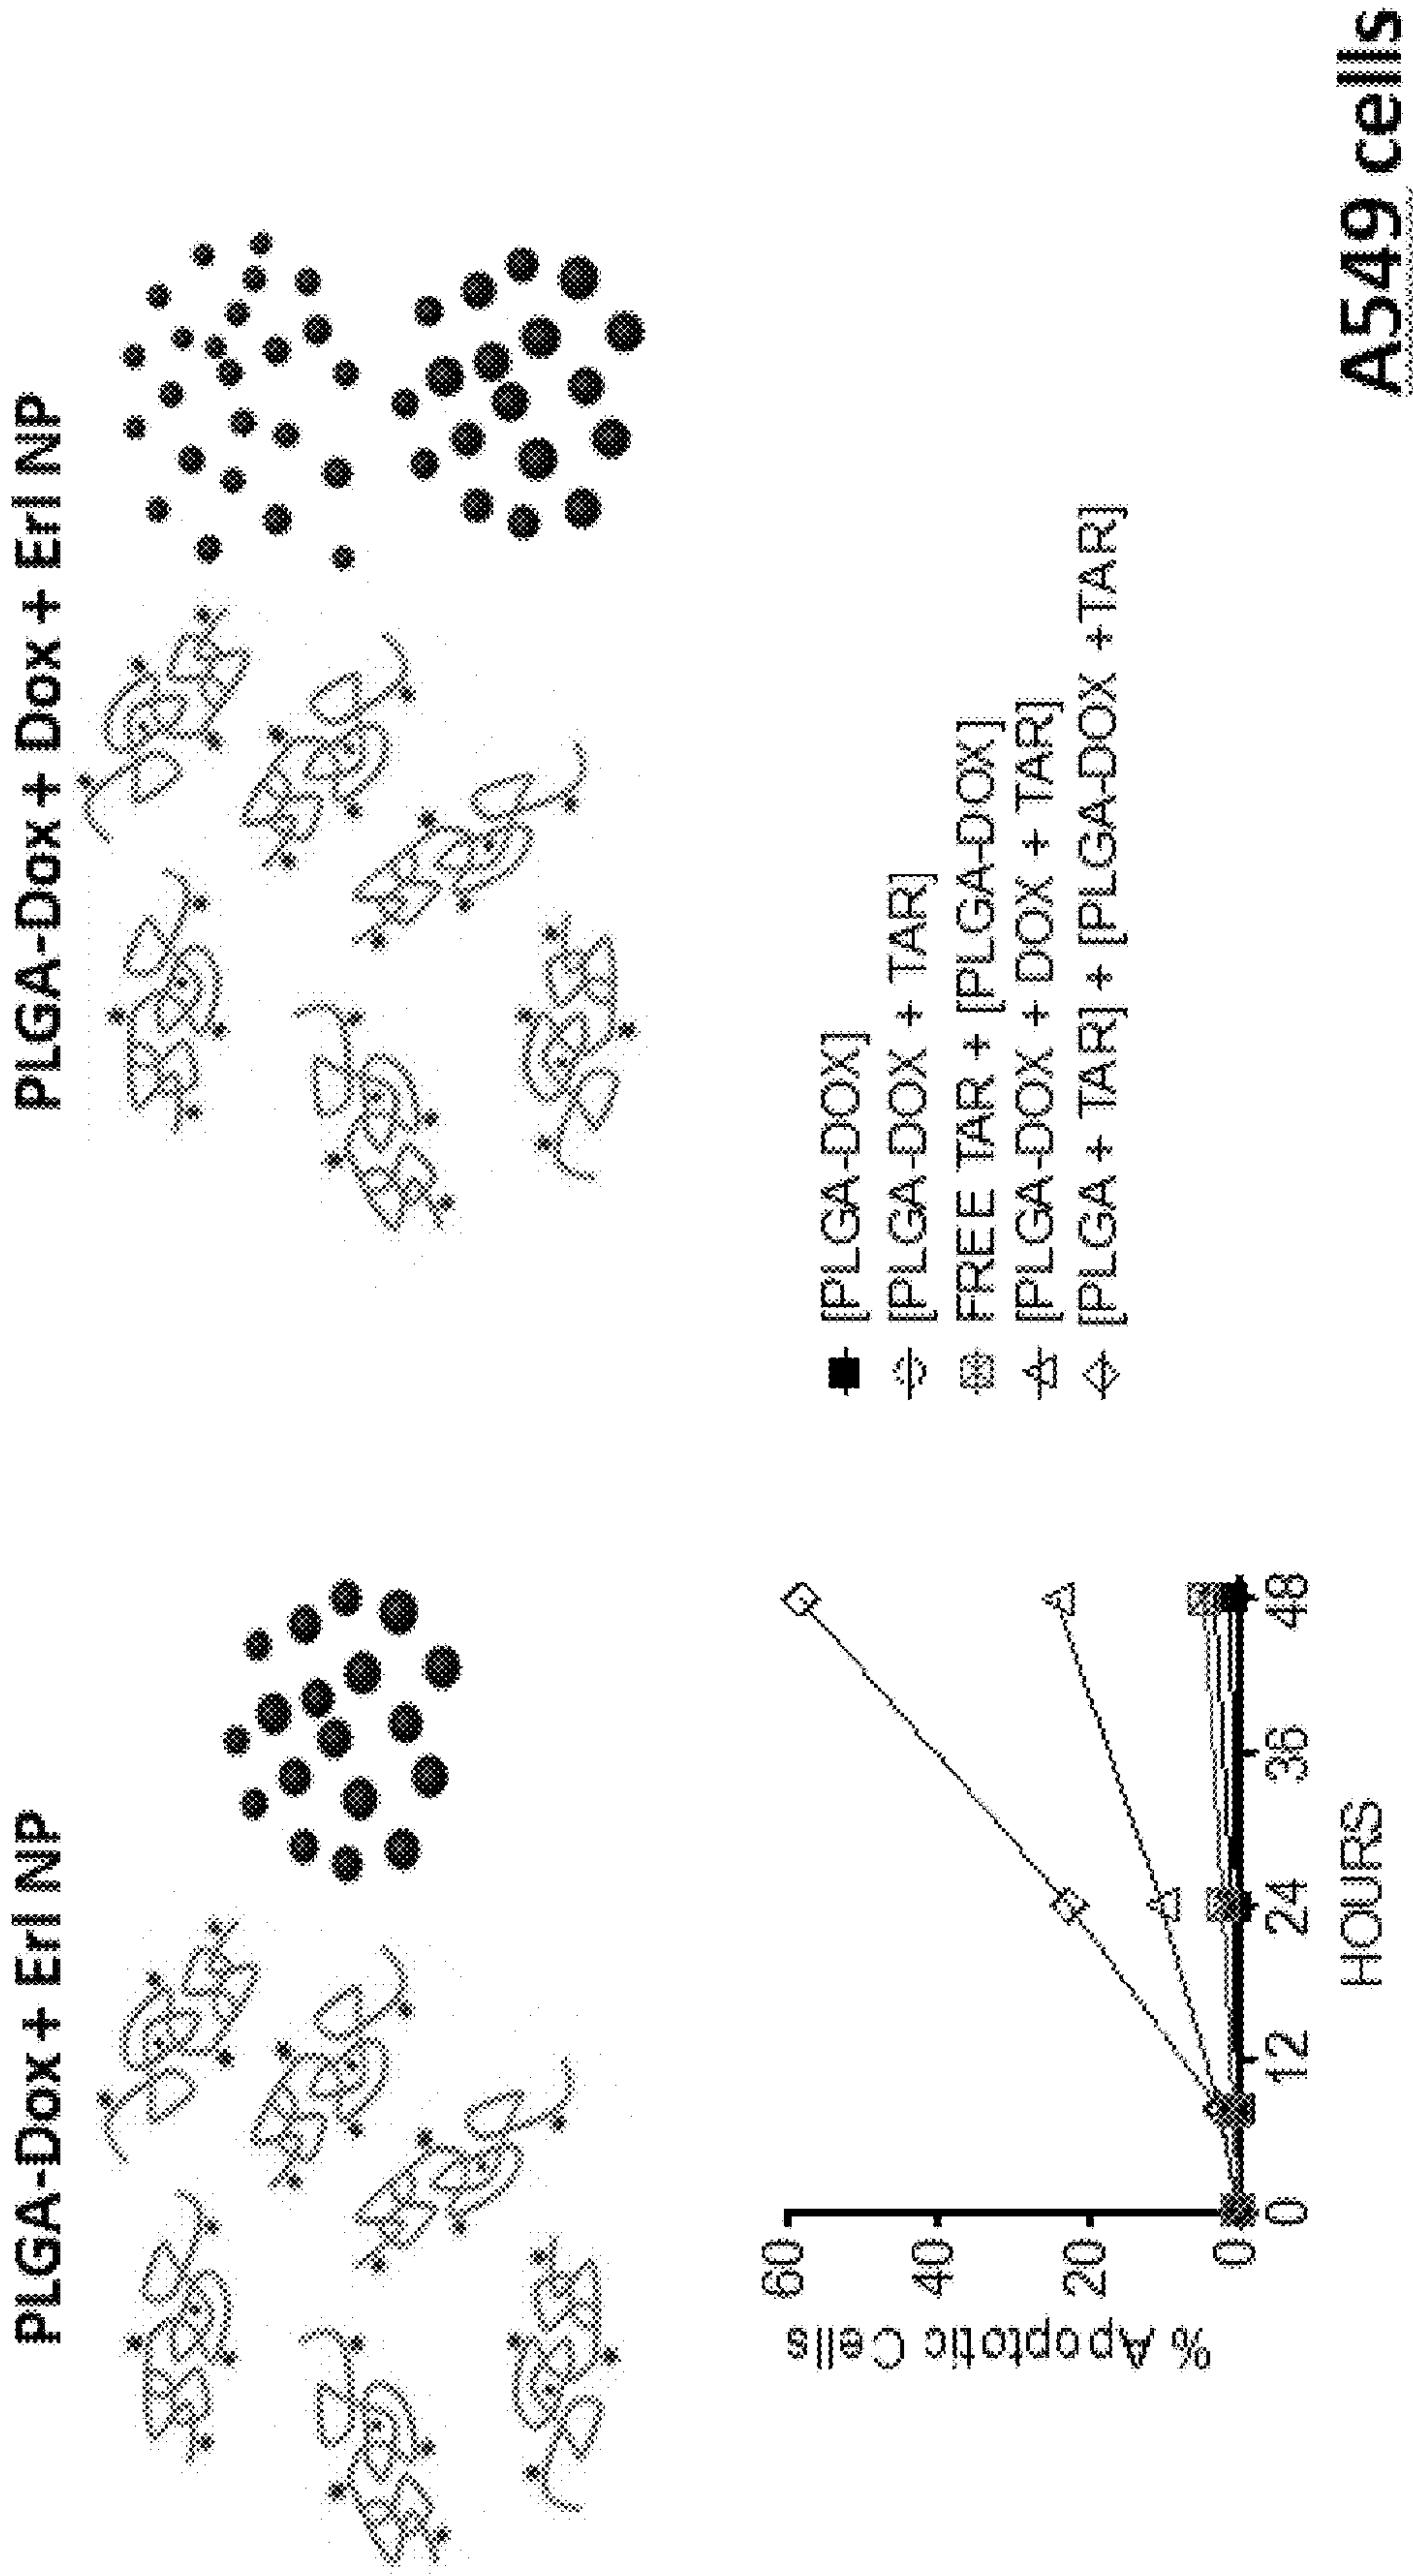 PLGA-Dox + Erl NP
PLGA-Dox + Dox + Erl NP
% Apoptotic Cells
60
40
20
0
0
12
24
36
48
HOURS
[PLGA-DOX]
[PLGA-DOX + TAR]
FREE TAR + [PLGA-DOX]
[PLGA-DOX + DOX + TAR]
[PLGA + TAR] + [PLGA-DOX +TAR]
A549 cells